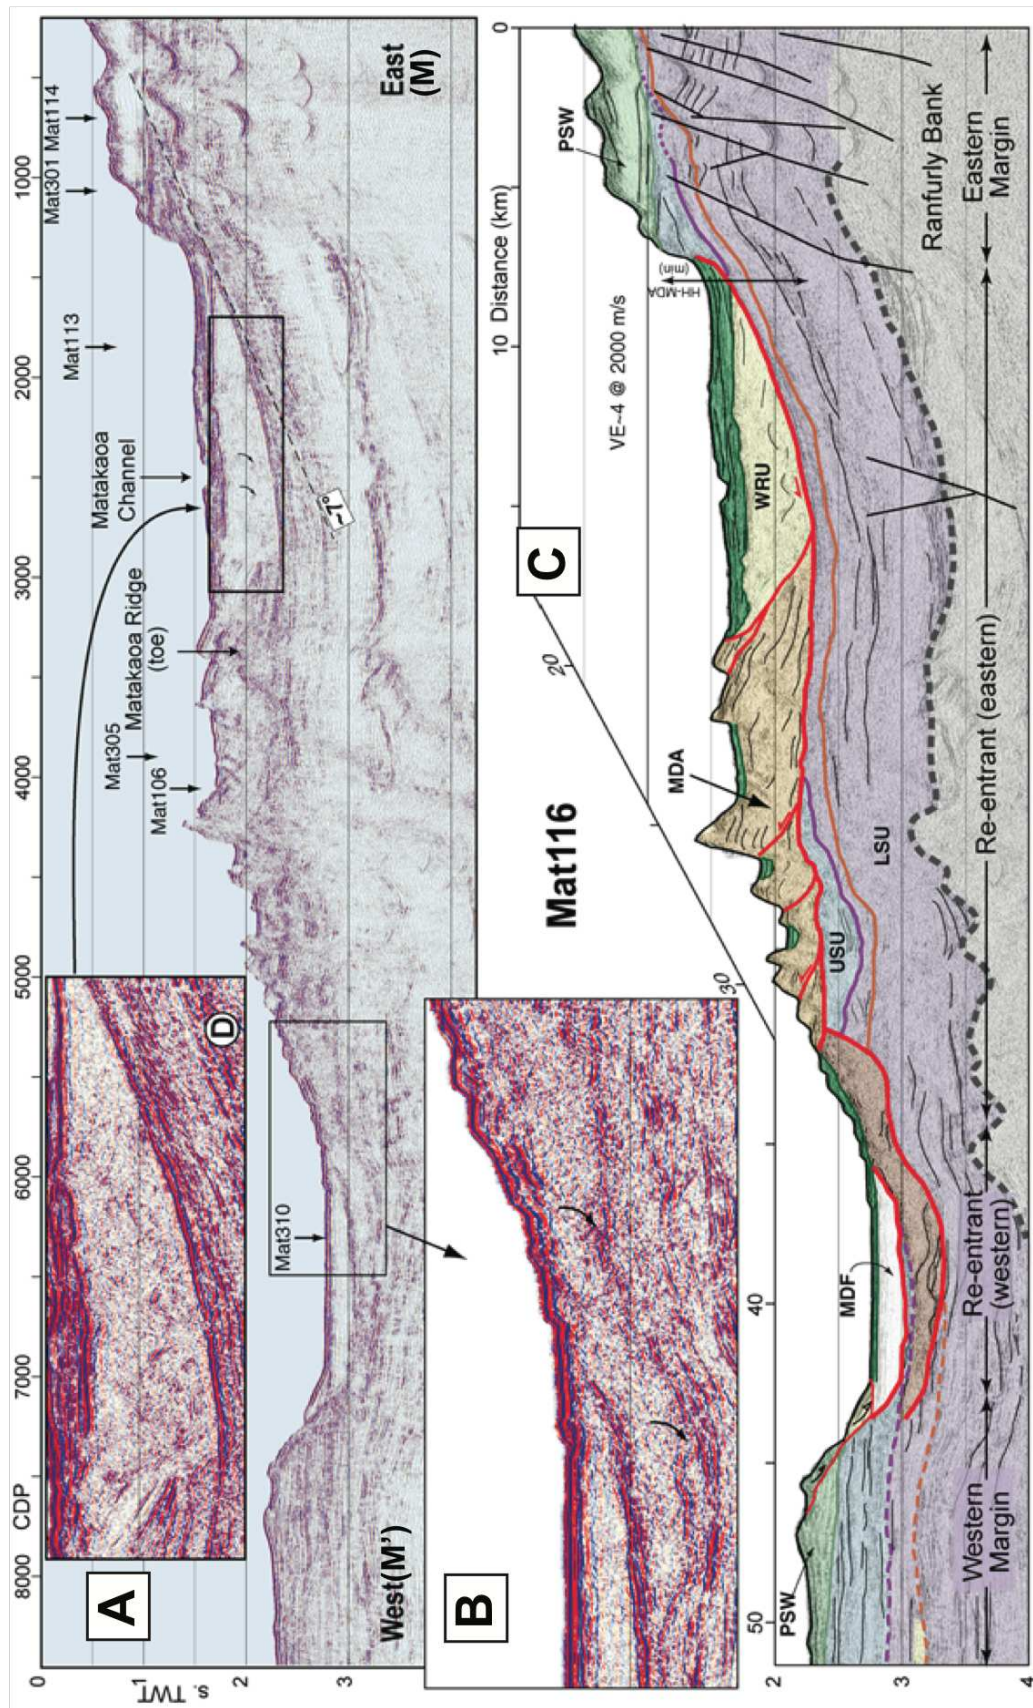 CDP
8000
7000
6000
5000
4000
3000
2000
1000
0
1
2
3
s. TWT
A
D
Mat310
Mat106
Mat305
Matakaoa Ridge
(toe)
Matakaoa
Channel
Mat113
Mat301
Mat114
~7°
West(M')
East
(M)
B
Mat116
C
VE~4 @ 2000 m/s
50
40
30
20
10
Distance (km)
0
2
3
4
PSW
MDF
USU
LSU
MDA
WRU
HH-MDA
(min)
PSW
Western
Margin
Re-entrant
(western)
Re-entrant (eastern)
Ranfurly Bank
Eastern
Margin